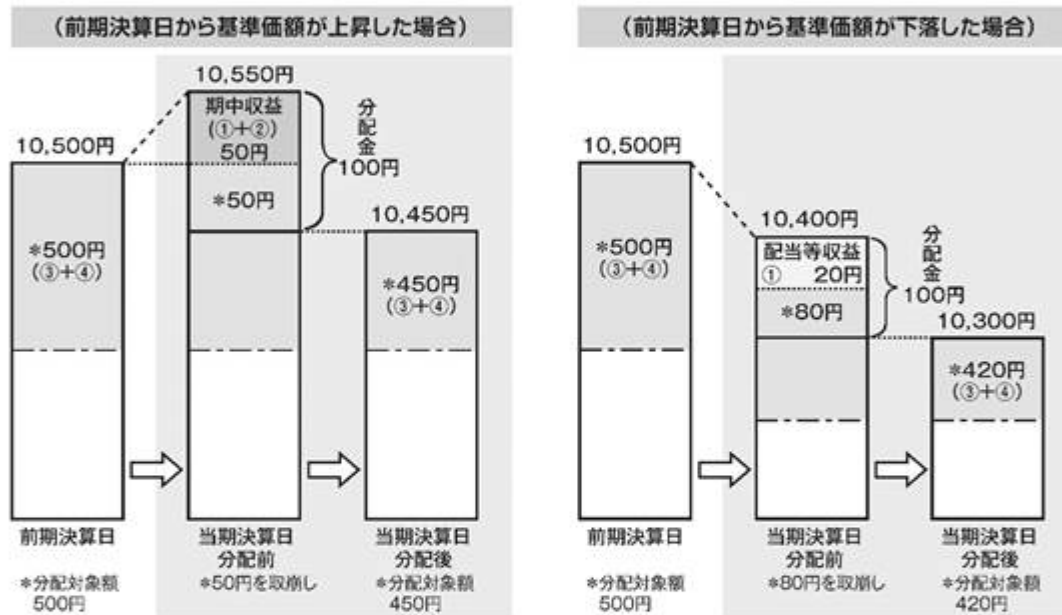 (前期決算日から基準価額が上昇した場合)
10,550円
期中収益
(①+②)
50円
*50円
分配金
100円
10,500円
*500円
(③+④)
10,450円
*450円
(③+④)
前期決算日
当期決算日
分配前
当期決算日
分配後
*分配対象額
500円
*50円を取崩し
*分配対象額
450円
(前期決算日から基準価額が下落した場合)
10,500円
*500円
(③+④)
10,400円
配当等収益
① 20円
*80円
分配金
100円
10,300円
*420円
(③+④)
前期決算日
当期決算日
分配前
当期決算日
分配後
*分配対象額
500円
*80円を取崩し
*分配対象額
420円